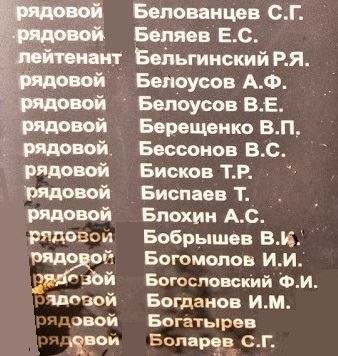 рядовой Белованцев С.Г.
рядовой Беляев Е.С.
лейтенант Бельгинский Р.Я.
рядовой Белоусов А.Ф.
рядовой Белоусов В.Е.
рядовой Берещенко В.П.
рядовой Бессонов В.С.
рядовой Бисков Т.Р.
рядовой Биспаев Т.
рядовой Блохин А.С.
рядовой Бобрышев В.И.
рядовой Богомолов И.И.
рядовой Богословский Ф.И.
рядовой Богданов И.М.
рядовой Богатырев
рядовой Боларев С.Г.